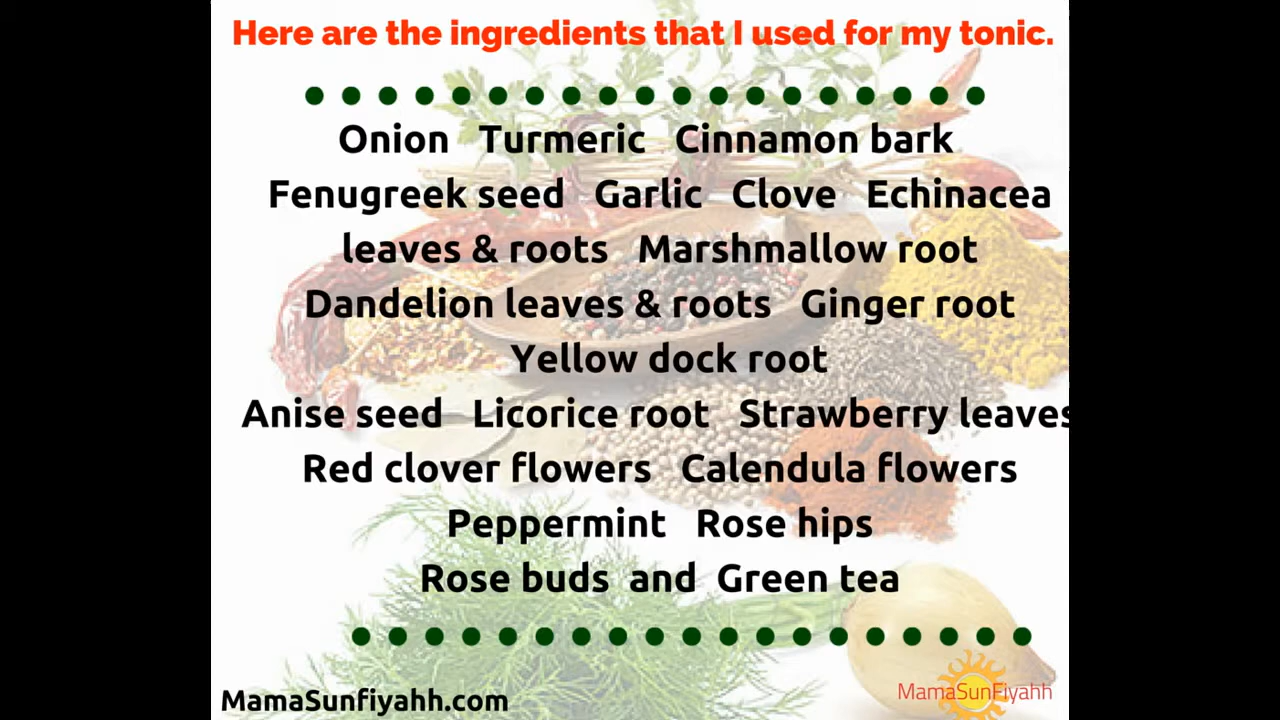 Here are the ingredients that I used for my tonic.
Onion Turmeric Cinnamon bark
Fenugreek seed Garlic Clove Echinacea
leaves & roots Marshmallow root
Dandelion leaves & roots Ginger root
Yellow dock root
Anise seed Licorice root Strawberry leaves
Red clover flowers Calendula flowers
Peppermint Rose hips
Rose buds and Green tea
MamaSunfiyahh.com
MamaSunFiyahh